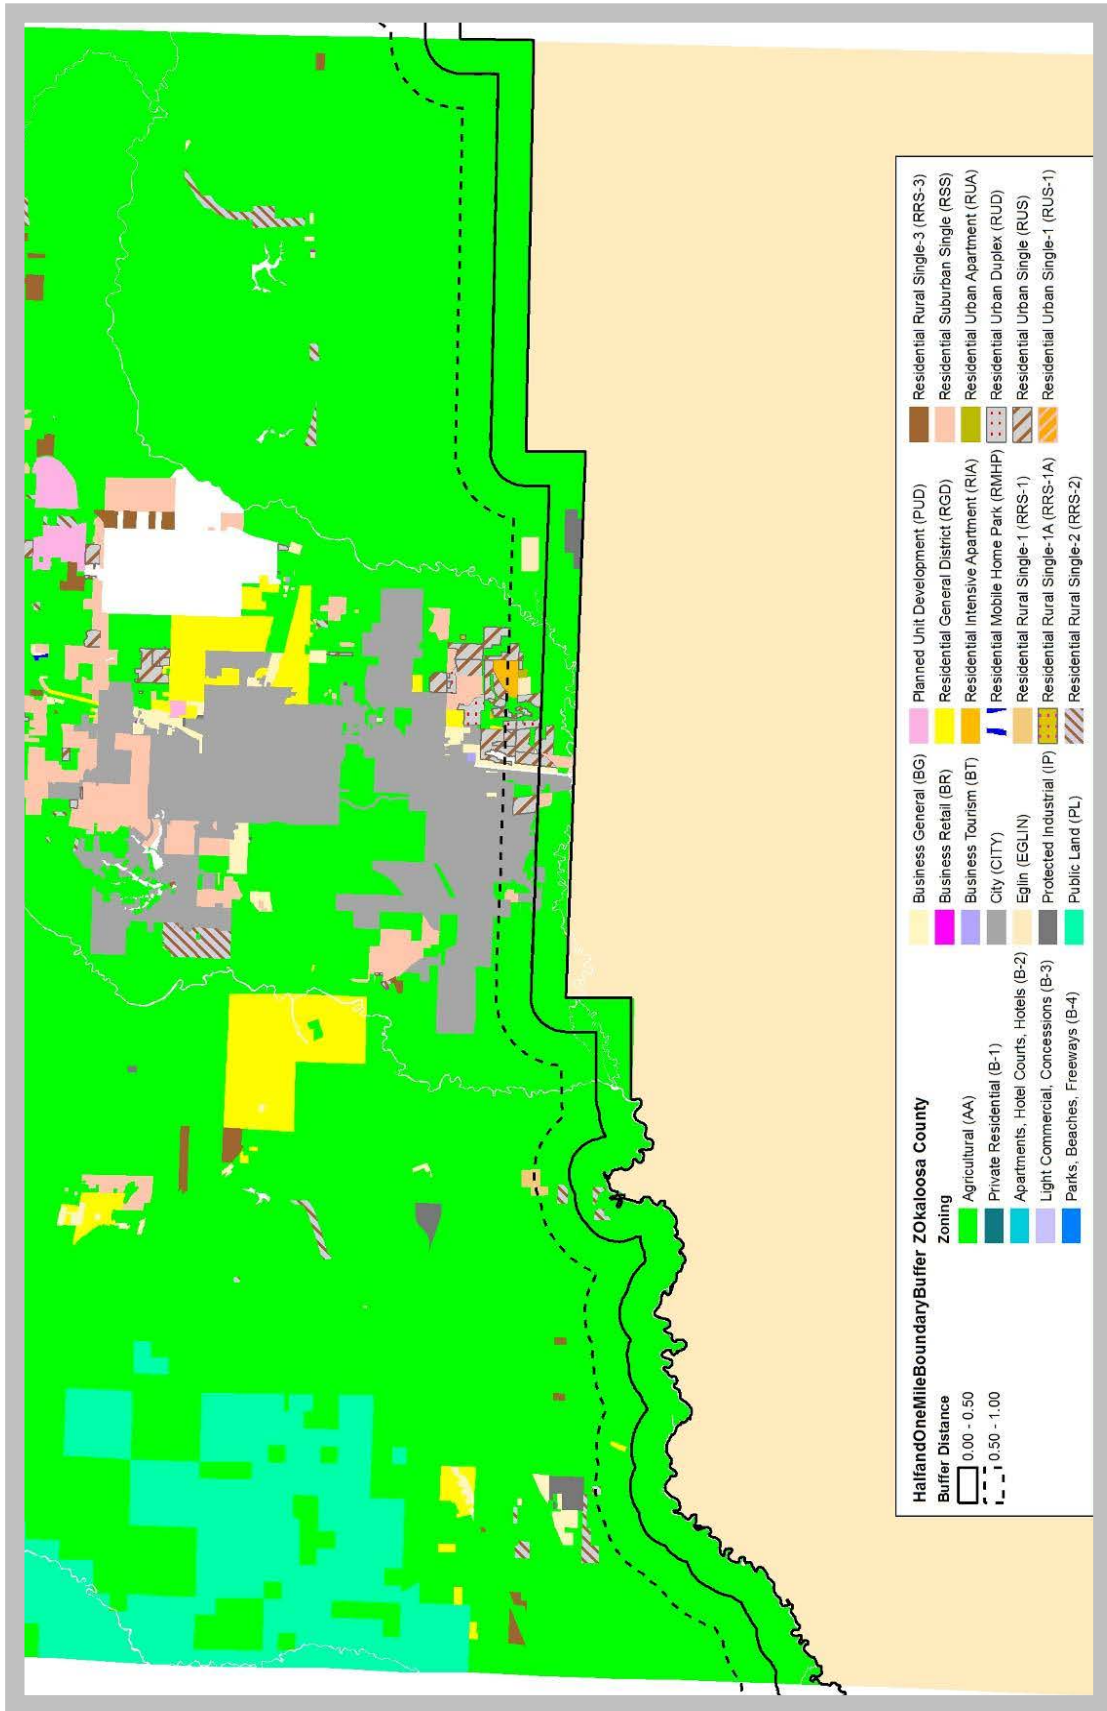 HalfandOneMileBoundaryBuffer ZOkaloosa County
Buffer Distance
0.00 - 0.50
0.50 - 1.00
Zoning
Agricultural (AA)
Private Residential (B-1)
Apartments, Hotel Courts, Hotels (B-2)
Light Commercial, Concessions (B-3)
Parks, Beaches, Freeways (B-4)
Business General (BG)
Business Retail (BR)
Business Tourism (BT)
City (CITY)
Eglin (EGLIN)
Protected Industrial (IP)
Public Land (PL)
Planned Unit Development (PUD)
Residential General District (RGD)
Residential Intensive Apartment (RIA)
Residential Mobile Home Park (RMHP)
Residential Rural Single-1 (RRS-1)
Residential Rural Single-1A (RRS-1A)
Residential Rural Single-2 (RRS-2)
Residential Rural Single-3 (RRS-3)
Residential Suburban Single (RSS)
Residential Urban Apartment (RUA)
Residential Urban Duplex (RUD)
Residential Urban Single (RUS)
Residential Urban Single-1 (RUS-1)